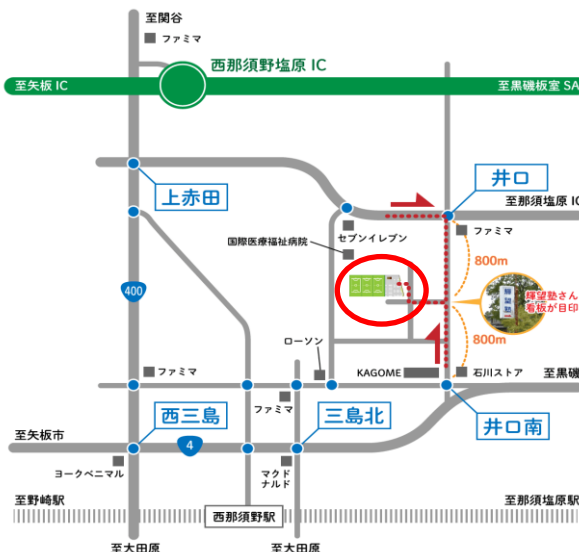 至関谷
ファミマ
西那須野塩原 IC
至矢板 IC
至黒磯板室 SA
上赤田
井口
至那須塩原 IC
セブンイレブン
ファミマ
国際医療福祉病院
800m
400
輝望塾さん
看板が目印
輝望塾
800m
ローソン
ファミマ
KAGOME
石川ストア
至黒磯
ファミマ
西三島
三島北
井口南
至矢板市
4
ヨークベニマル
マクド
ナルド
至野崎駅
西那須野駅
至那須塩原駅
至大田原
至大田原